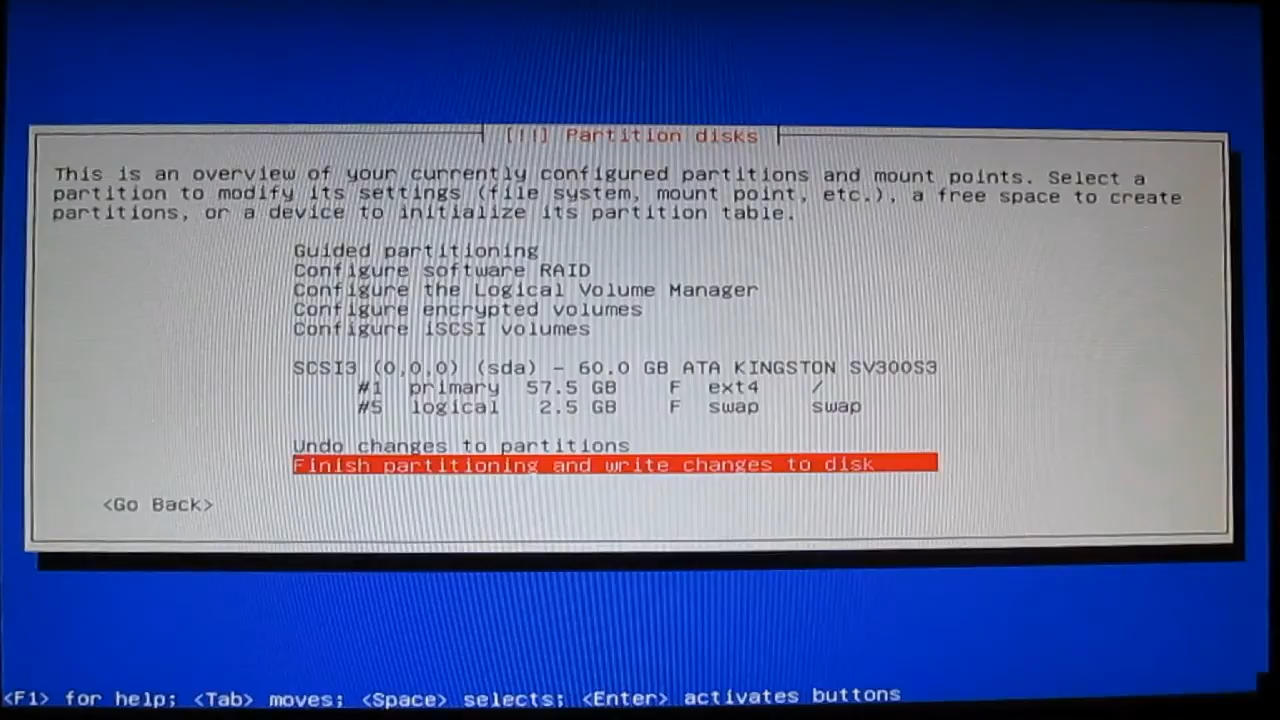 [!!] Partition disks
This is an overview of your currently configured partitions and mount points. Select a
partition to modify its settings (file system, mount point, etc.), a free space to create
partitions, or a device to initialize its partition table.
Guided partitioning
Configure software RAID
Configure the Logical Volume Manager
Configure encrypted volumes
Configure iSCSI volumes
SCSI3 (0,0,0) (sda) - 60.0 GB ATA KINGSTON SV300S3
#1 primary 57.5 GB F ext4 /
#5 logical 2.5 GB F swap swap
Undo changes to partitions
Finish partitioning and write changes to disk
<Go Back>
<F1> for help; <Tab> moves; <Space> selects; <Enter> activates buttons